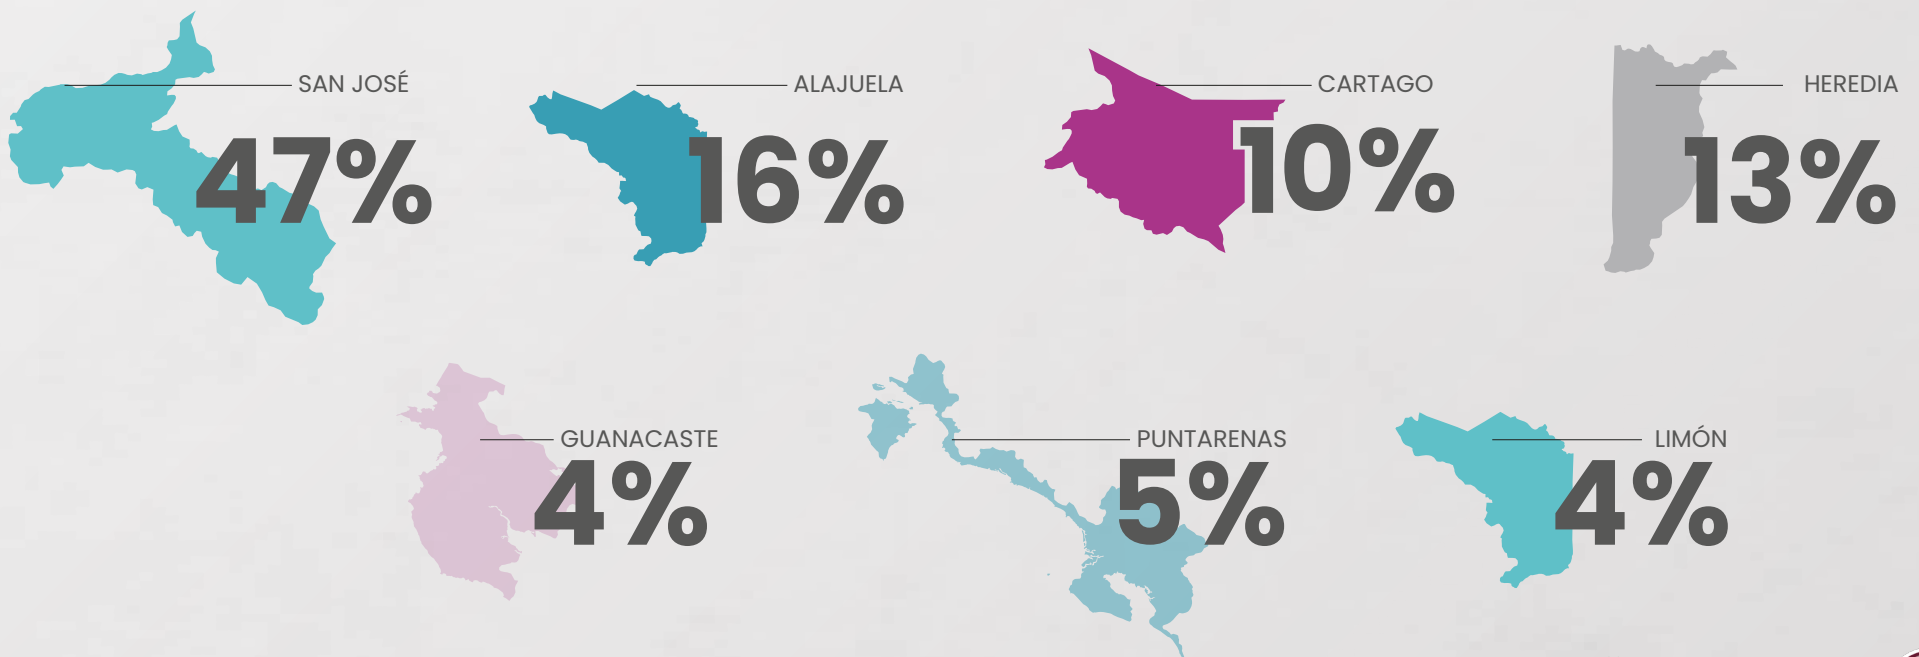 SAN JOSÉ
47%
ALAJUELA
16%
CARTAGO
10%
HEREDIA
13%
GUANACASTE
4%
PUNTARENAS
5%
LIMÓN
4%